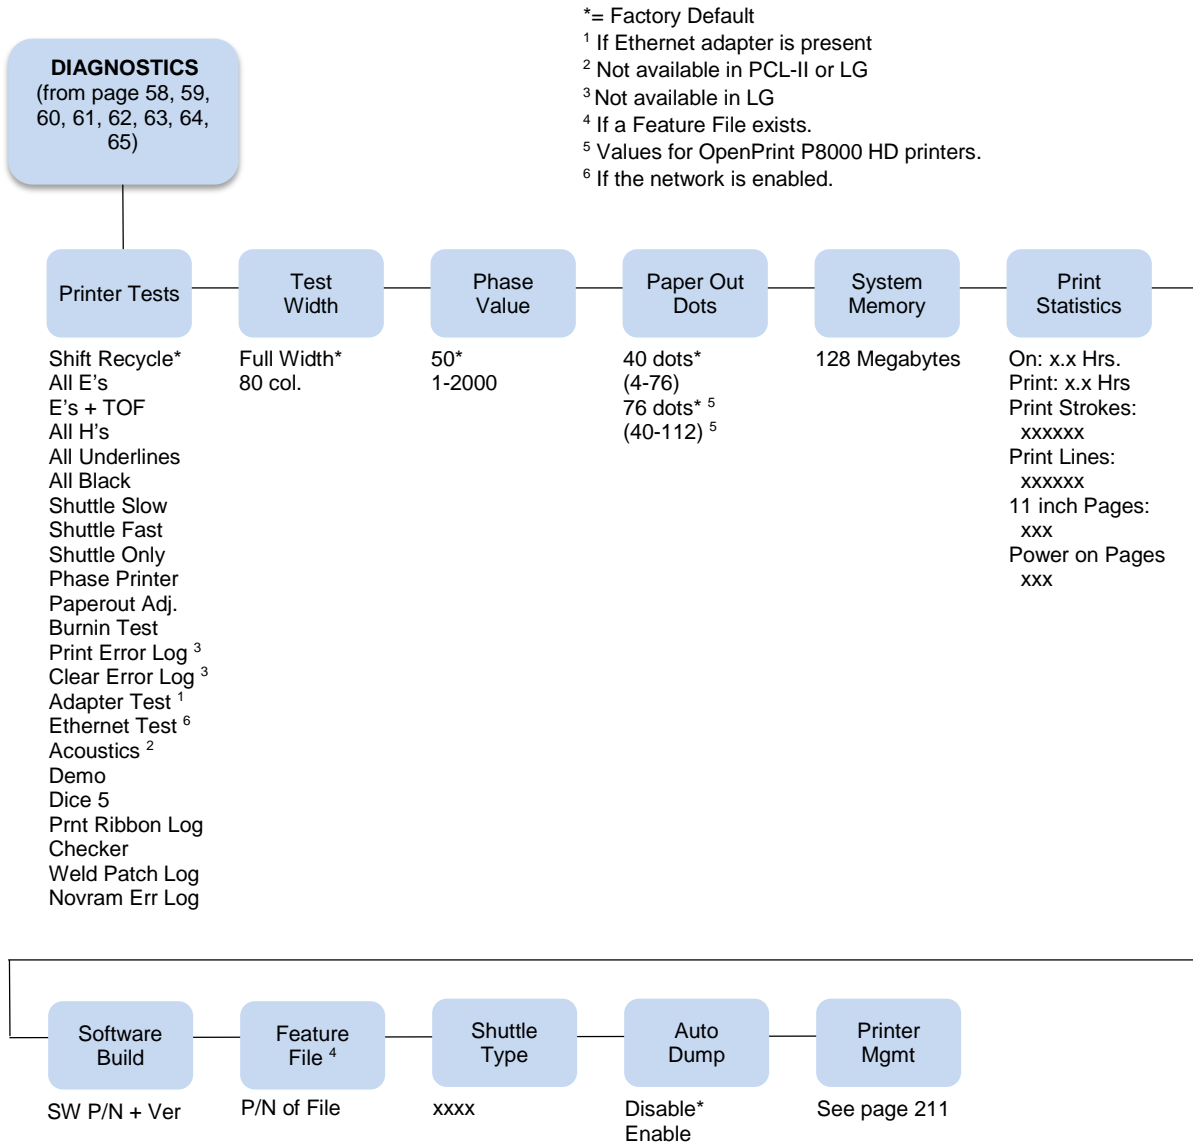 *= Factory Default
¹ If Ethernet adapter is present
² Not available in PCL-II or LG
³ Not available in LG
⁴ If a Feature File exists.
⁵ Values for OpenPrint P8000 HD printers.
⁶ If the network is enabled.
DIAGNOSTICS
(from page 58, 59,
60, 61, 62, 63, 64,
65)
Printer Tests
Shift Recycle*
All E's
E's + TOF
All H's
All Underlines
All Black
Shuttle Slow
Shuttle Fast
Shuttle Only
Phase Printer
Paperout Adj.
Burnin Test
Print Error Log ³
Clear Error Log ³
Adapter Test ¹
Ethernet Test ⁶
Acoustics ²
Demo
Dice 5
Prnt Ribbon Log
Checker
Weld Patch Log
Novram Err Log
Test
Width
Full Width*
80 col.
Phase
Value
50*
1-2000
Paper Out
Dots
40 dots*
(4-76)
76 dots* ⁵
(40-112) ⁵
System
Memory
128 Megabytes
Print
Statistics
On: x.x Hrs.
Print: x.x Hrs
Print Strokes:
xxxxxx
Print Lines:
xxxxxx
11 inch Pages:
xxx
Power on Pages
xxx
Software
Build
SW P/N + Ver
Feature
File ⁴
P/N of File
Shuttle
Type
xxxx
Auto
Dump
Disable*
Enable
Printer
Mgmt
See page 211